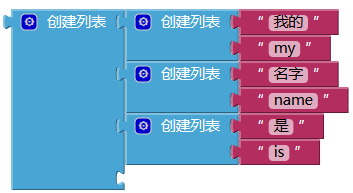 创建列表 创建列表 “ 我的 ”
“ my ”
创建列表 “ 名字 ”
“ name ”
创建列表 “ 是 ”
“ is ”